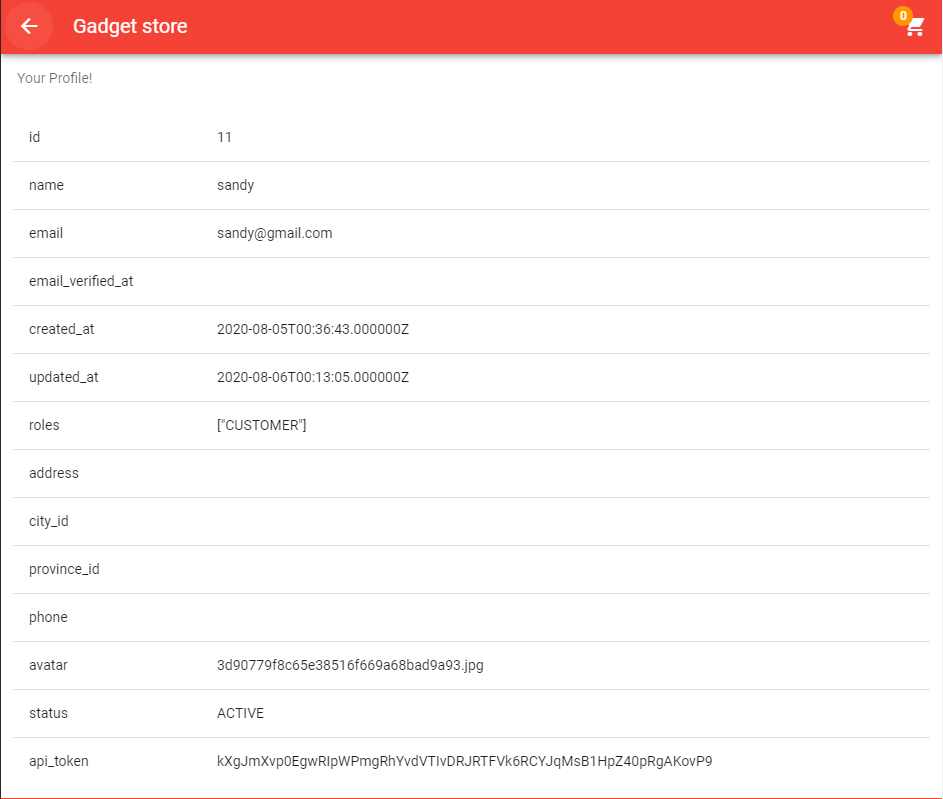 Gadget store
0
Your Profile!
id 11
name sandy
email sandy@gmail.com
email_verified_at
created_at 2020-08-05T00:36:43.000000Z
updated_at 2020-08-06T00:13:05.000000Z
roles ["CUSTOMER"]
address
city_id
province_id
phone
avatar 3d90779f8c65e38516f669a68bad9a93.jpg
status ACTIVE
api_token kXgJmXvp0EgwRIpWPmgRhYvdVTIvDRJRTFVk6RCYJqMsB1HpZ40pRgAKovP9